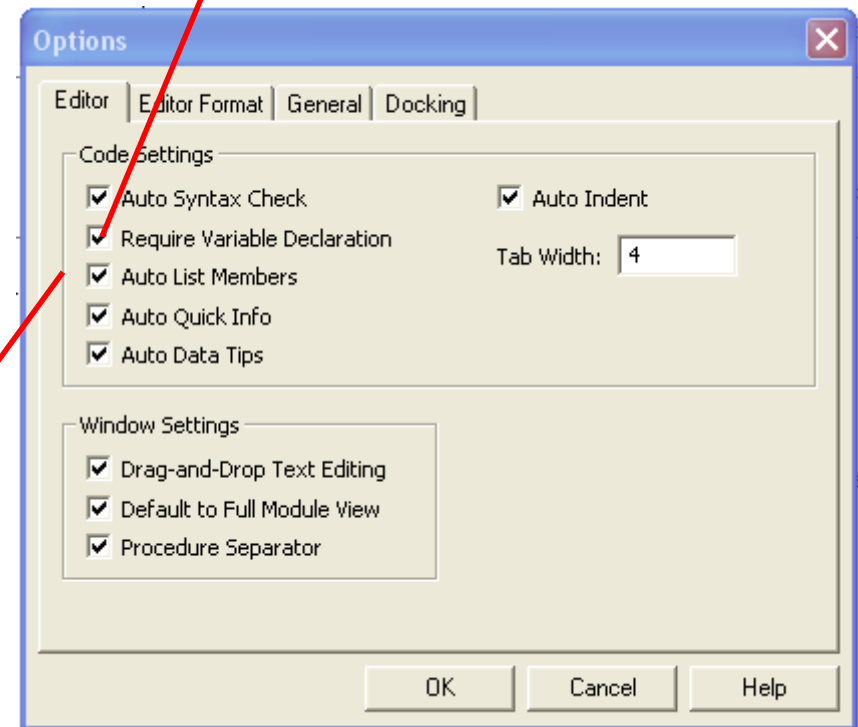 Options
Editor Editor Format General Docking
Code Settings
Auto Syntax Check
Require Variable Declaration
Auto List Members
Auto Quick Info
Auto Data Tips
Auto Indent
Tab Width: 4
Window Settings
Drag-and-Drop Text Editing
Default to Full Module View
Procedure Separator
OK Cancel Help